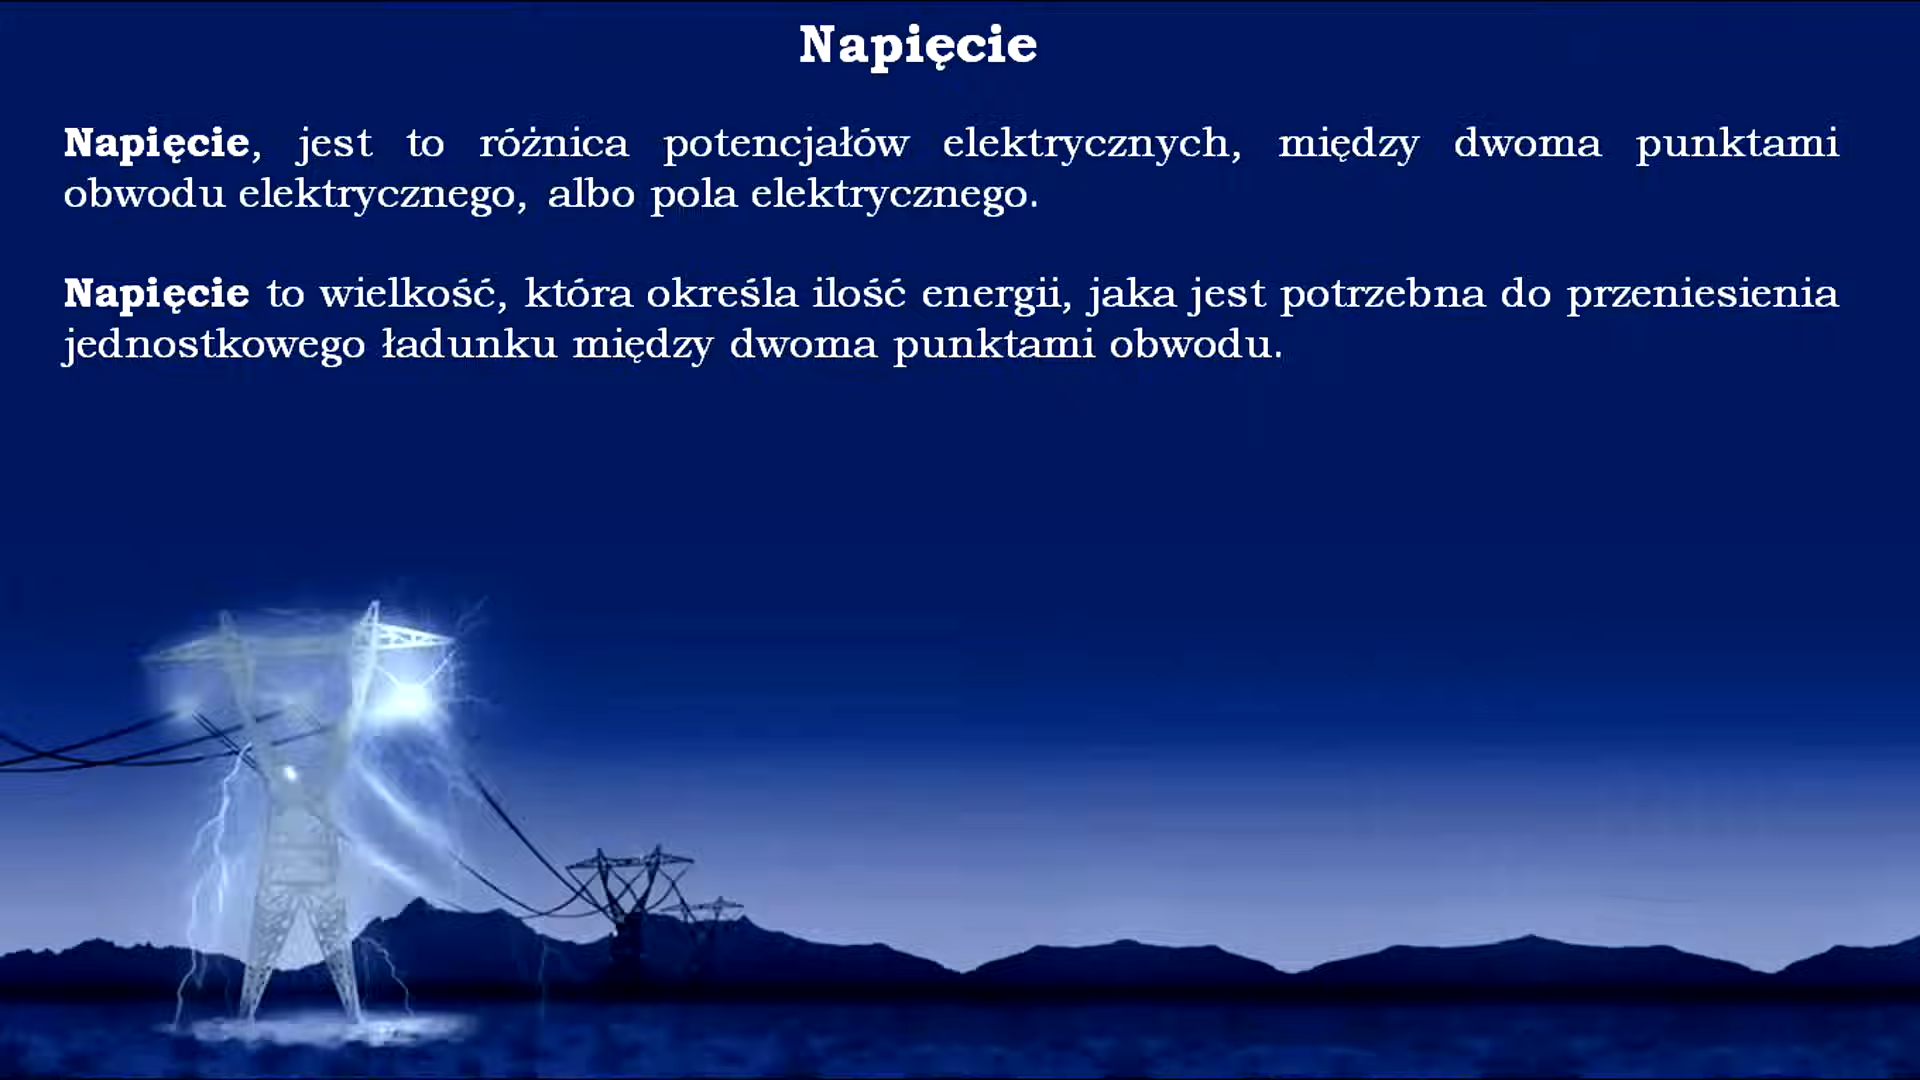 Napięcie
Napięcie, jest to różnica potencjałów elektrycznych, między dwoma punktami
obwodu elektrycznego, albo pola elektrycznego.
Napięcie to wielkość, która określa ilość energii, jaka jest potrzebna do przeniesienia
jednostkowego ładunku między dwoma punktami obwodu.